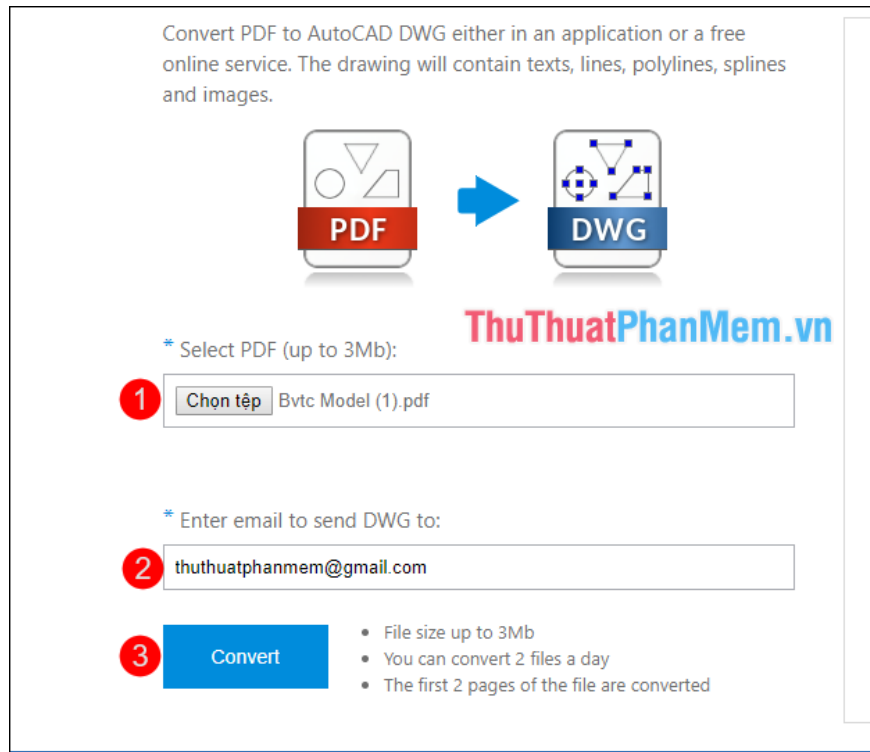 Convert PDF to AutoCAD DWG either in an application or a free
online service. The drawing will contain texts, lines, polylines, splines
and images.
PDF
DWG
ThuThuatPhanMem.vn
* Select PDF (up to 3Mb):
1
Chọn tệp Bvtc Model (1).pdf
* Enter email to send DWG to:
2
thuthuatphanmem@gmail.com
3
Convert
• File size up to 3Mb
• You can convert 2 files a day
• The first 2 pages of the file are converted